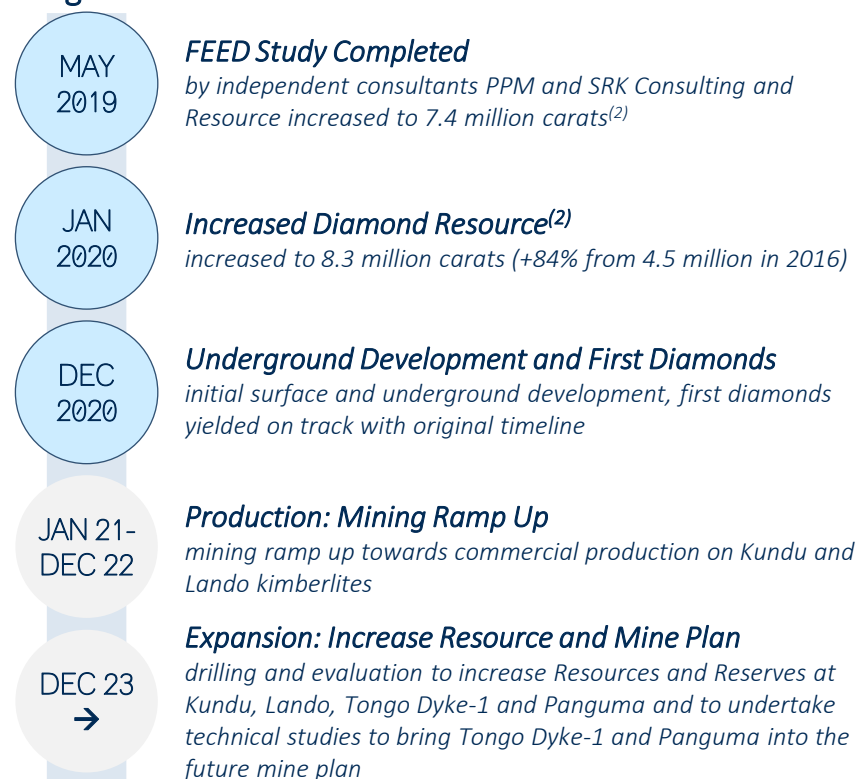 MAY
2019
FEED Study Completed
by independent consultants PPM and SRK Consulting and
Resource increased to 7.4 million carats(2)
JAN
2020
Increased Diamond Resource(2)
increased to 8.3 million carats (+84% from 4.5 million in 2016)
DEC
2020
Underground Development and First Diamonds
initial surface and underground development, first diamonds
yielded on track with original timeline
JAN 21-
DEC 22
Production: Mining Ramp Up
mining ramp up towards commercial production on Kundu and
Lando kimberlites
DEC 23
→
Expansion: Increase Resource and Mine Plan
drilling and evaluation to increase Resources and Reserves at
Kundu, Lando, Tongo Dyke-1 and Panguma and to undertake
technical studies to bring Tongo Dyke-1 and Panguma into the
future mine plan